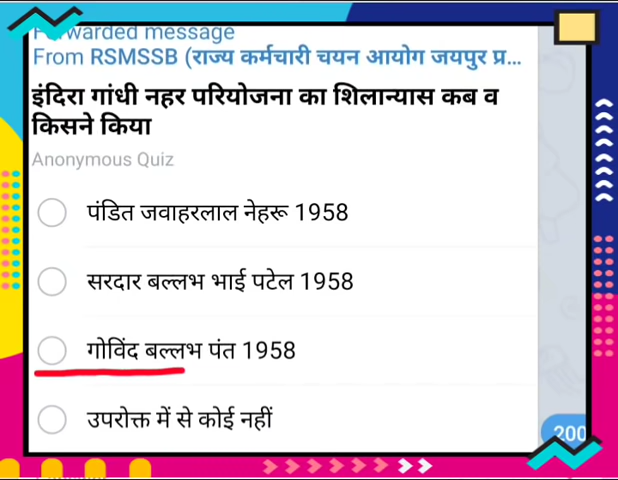 Forwarded message
From RSMSSB (राज्य कर्मचारी चयन आयोग जयपुर प्र...
इंदिरा गांधी नहर परियोजना का शिलान्यास कब व
किसने किया
Anonymous Quiz
पंडित जवाहरलाल नेहरू 1958
सरदार बल्लभ भाई पटेल 1958
गोविंद बल्लभ पंत 1958
उपरोक्त में से कोई नहीं
200